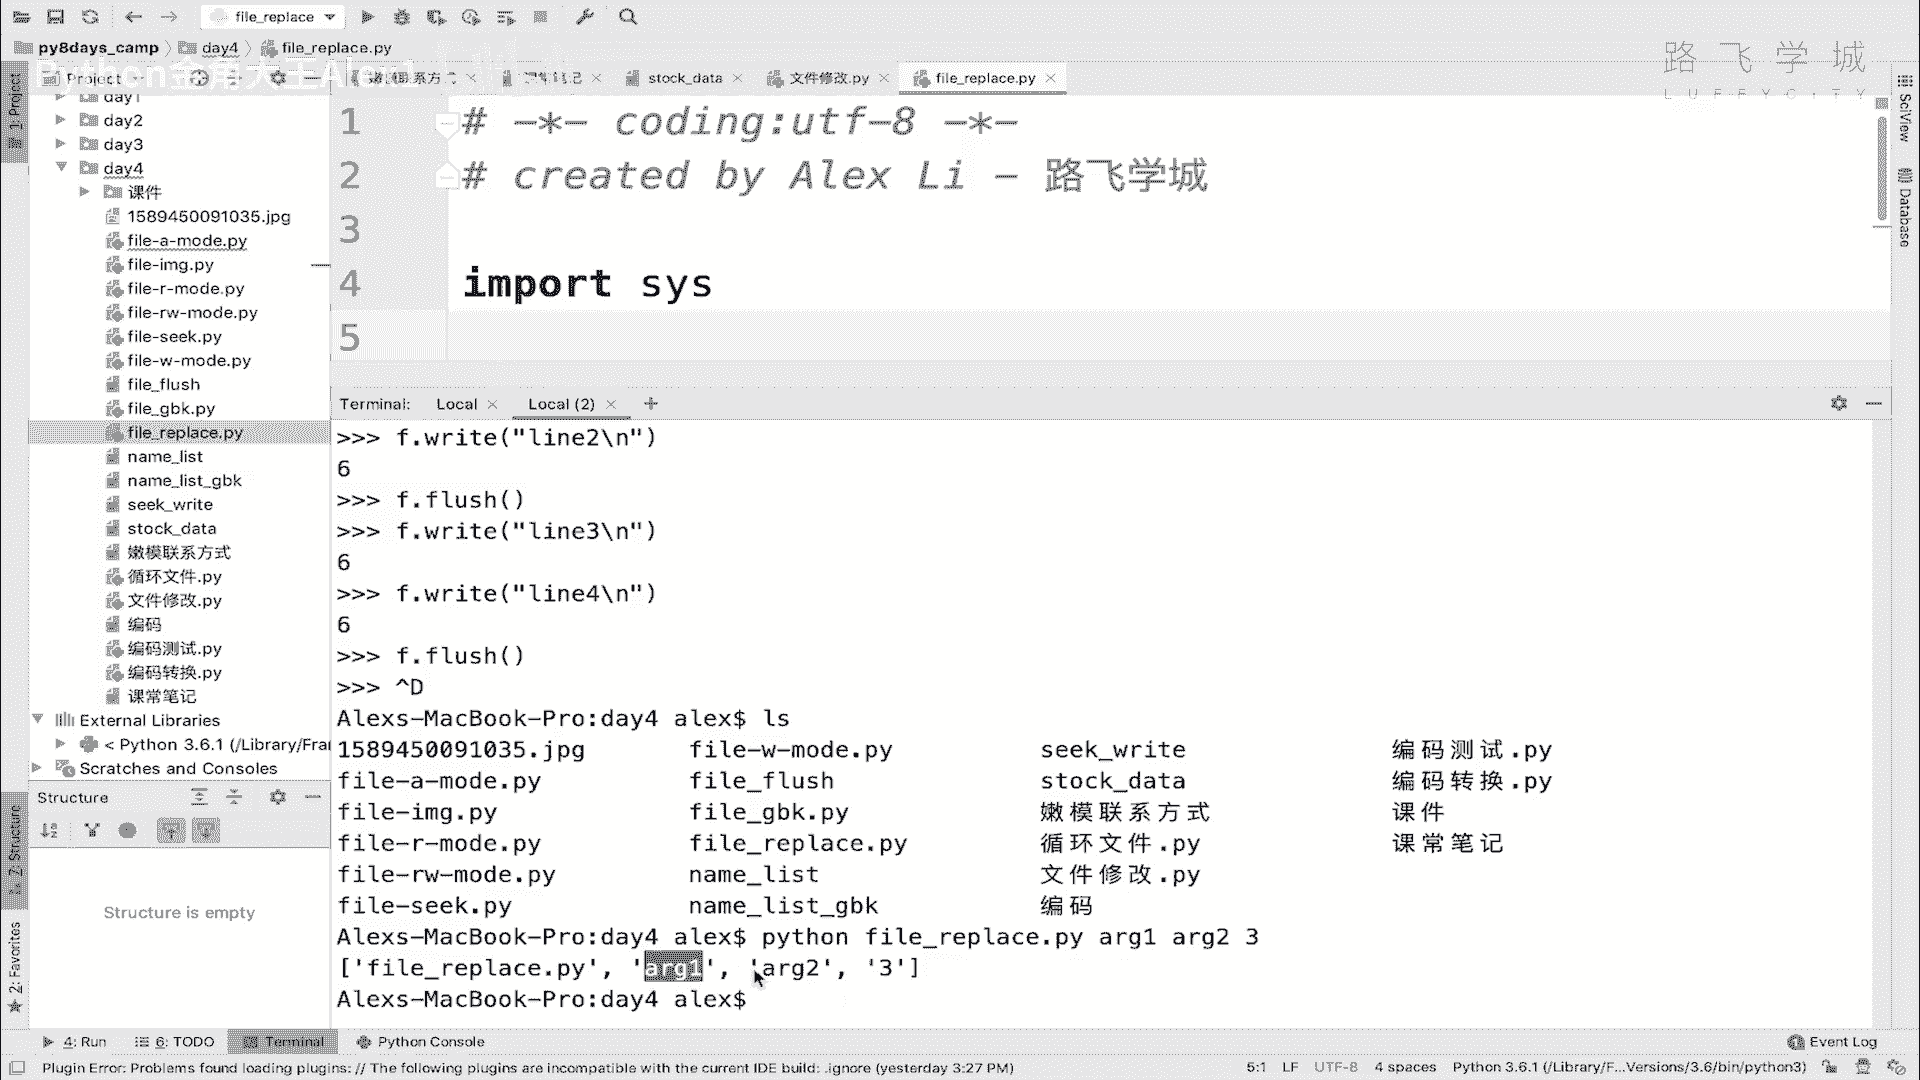 file_replace
py8days_camp
day4
file_replace.py
Python金角大王Alex1
路飞学城
LUFFYCITY
Project
stock_data
文件修改.py
file_replace.py
1: Project
day1
day2
day3
day4
课件
1589450091035.jpg
file-a-mode.py
file-img.py
file-r-mode.py
file-rw-mode.py
file-seek.py
file-w-mode.py
file_flush
file_gbk.py
file_replace.py
name_list
name_list_gbk
seek_write
stock_data
嫩模联系方式
循环文件.py
文件修改.py
编码
编码测试.py
编码转换.py
课常笔记
External Libraries
< Python 3.6.1 (/Library/Fra
Scratches and Consoles
1 # -*- coding:utf-8 -*-
2 # created by Alex Li - 路飞学城
3
4 import sys
5
SciView
Database
Terminal: Local Local (2)
>>> f.write("line2\n")
6
>>> f.flush()
>>> f.write("line3\n")
6
>>> f.write("line4\n")
6
>>> f.flush()
>>> ^D
Alexs-MacBook-Pro:day4 alex$ ls
1589450091035.jpg file-w-mode.py seek_write 编码测试.py
file-a-mode.py file_flush stock_data 编码转换.py
file-img.py file_gbk.py 嫩模联系方式 课件
file-r-mode.py file_replace.py 循环文件.py 课常笔记
file-rw-mode.py name_list 文件修改.py
file-seek.py name_list_gbk 编码
Alexs-MacBook-Pro:day4 alex$ python file_replace.py arg1 arg2 3
['file_replace.py', 'arg1', 'arg2', '3']
Alexs-MacBook-Pro:day4 alex$
Structure
Structure is empty
7: Structure
2: Favorites
4: Run 6: TODO Terminal Python Console Event Log
Plugin Error: Problems found loading plugins: // The following plugins are incompatible with the current IDE build: .ignore (yesterday 3:27 PM) 5:1 LF UTF-8 4 spaces Python 3.6.1 (/Library/F...Versions/3.6/bin/python3)